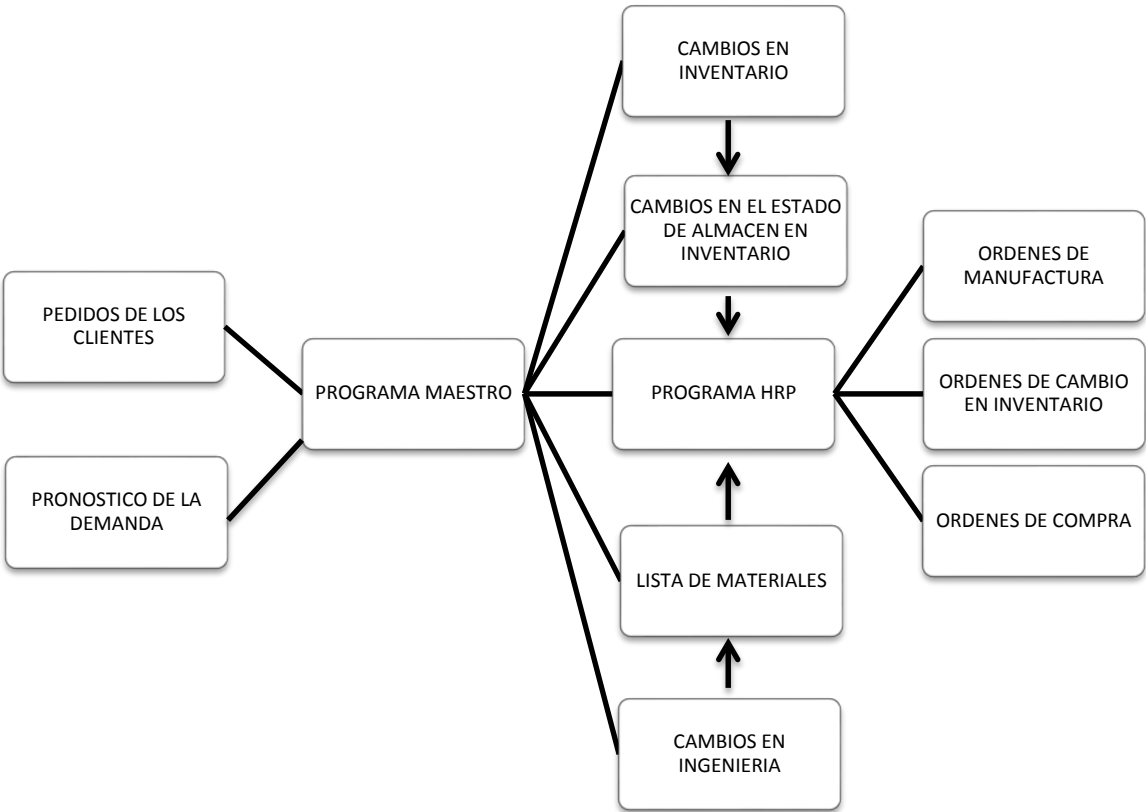 PEDIDOS DE LOS
CLIENTES
PRONOSTICO DE LA
DEMANDA
PROGRAMA MAESTRO
CAMBIOS EN
INVENTARIO
CAMBIOS EN EL ESTADO
DE ALMACEN EN
INVENTARIO
PROGRAMA HRP
LISTA DE MATERIALES
CAMBIOS EN
INGENIERIA
ORDENES DE
MANUFACTURA
ORDENES DE CAMBIO
EN INVENTARIO
ORDENES DE COMPRA